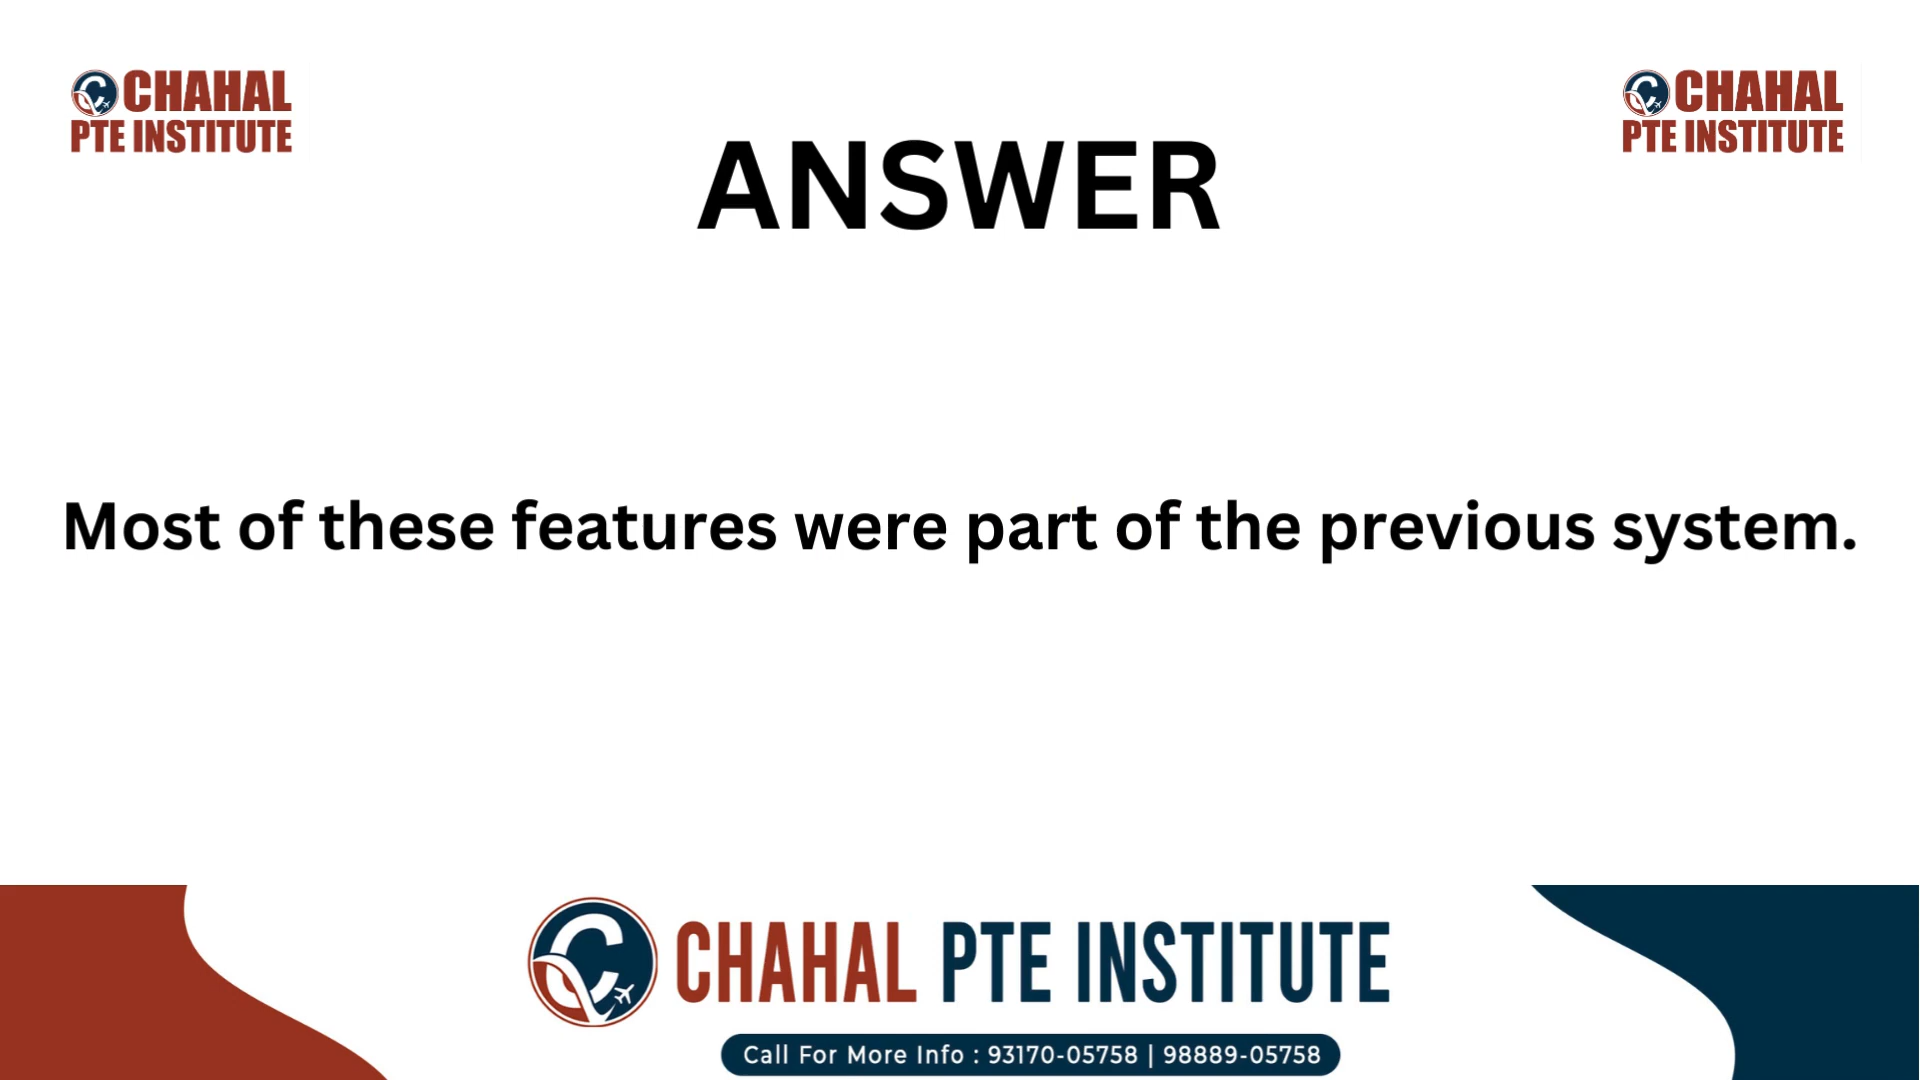 CHAHAL
PTE INSTITUTE
CHAHAL
PTE INSTITUTE
ANSWER
Most of these features were part of the previous system.
CHAHAL PTE INSTITUTE
Call For More Info : 93170-05758 | 98889-05758